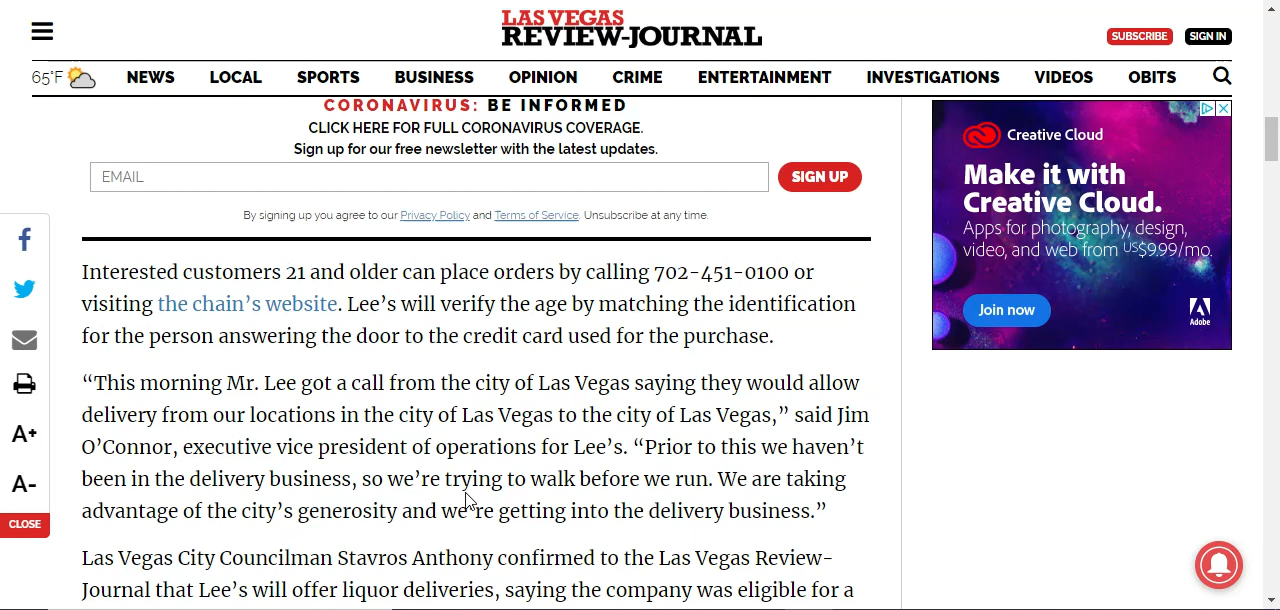 LAS VEGAS
REVIEW-JOURNAL
SUBSCRIBE
SIGN IN
65°F
NEWS
LOCAL
SPORTS
BUSINESS
OPINION
CRIME
ENTERTAINMENT
INVESTIGATIONS
VIDEOS
OBITS
CORONAVIRUS: BE INFORMED
CLICK HERE FOR FULL CORONAVIRUS COVERAGE.
Sign up for our free newsletter with the latest updates.
EMAIL
SIGN UP
By signing up you agree to our Privacy Policy and Terms of Service. Unsubscribe at any time.
A+
A-
CLOSE
Interested customers 21 and older can place orders by calling 702-451-0100 or
visiting the chain's website. Lee's will verify the age by matching the identification
for the person answering the door to the credit card used for the purchase.
“This morning Mr. Lee got a call from the city of Las Vegas saying they would allow
delivery from our locations in the city of Las Vegas to the city of Las Vegas,” said Jim
O’Connor, executive vice president of operations for Lee’s. “Prior to this we haven’t
been in the delivery business, so we’re trying to walk before we run. We are taking
advantage of the city’s generosity and we’re getting into the delivery business.”
Las Vegas City Councilman Stavros Anthony confirmed to the Las Vegas Review-
Journal that Lee’s will offer liquor deliveries, saying the company was eligible for a
Creative Cloud
Make it with
Creative Cloud.
Apps for photography, design,
video, and web from US$9.99/mo.
Join now
Adobe